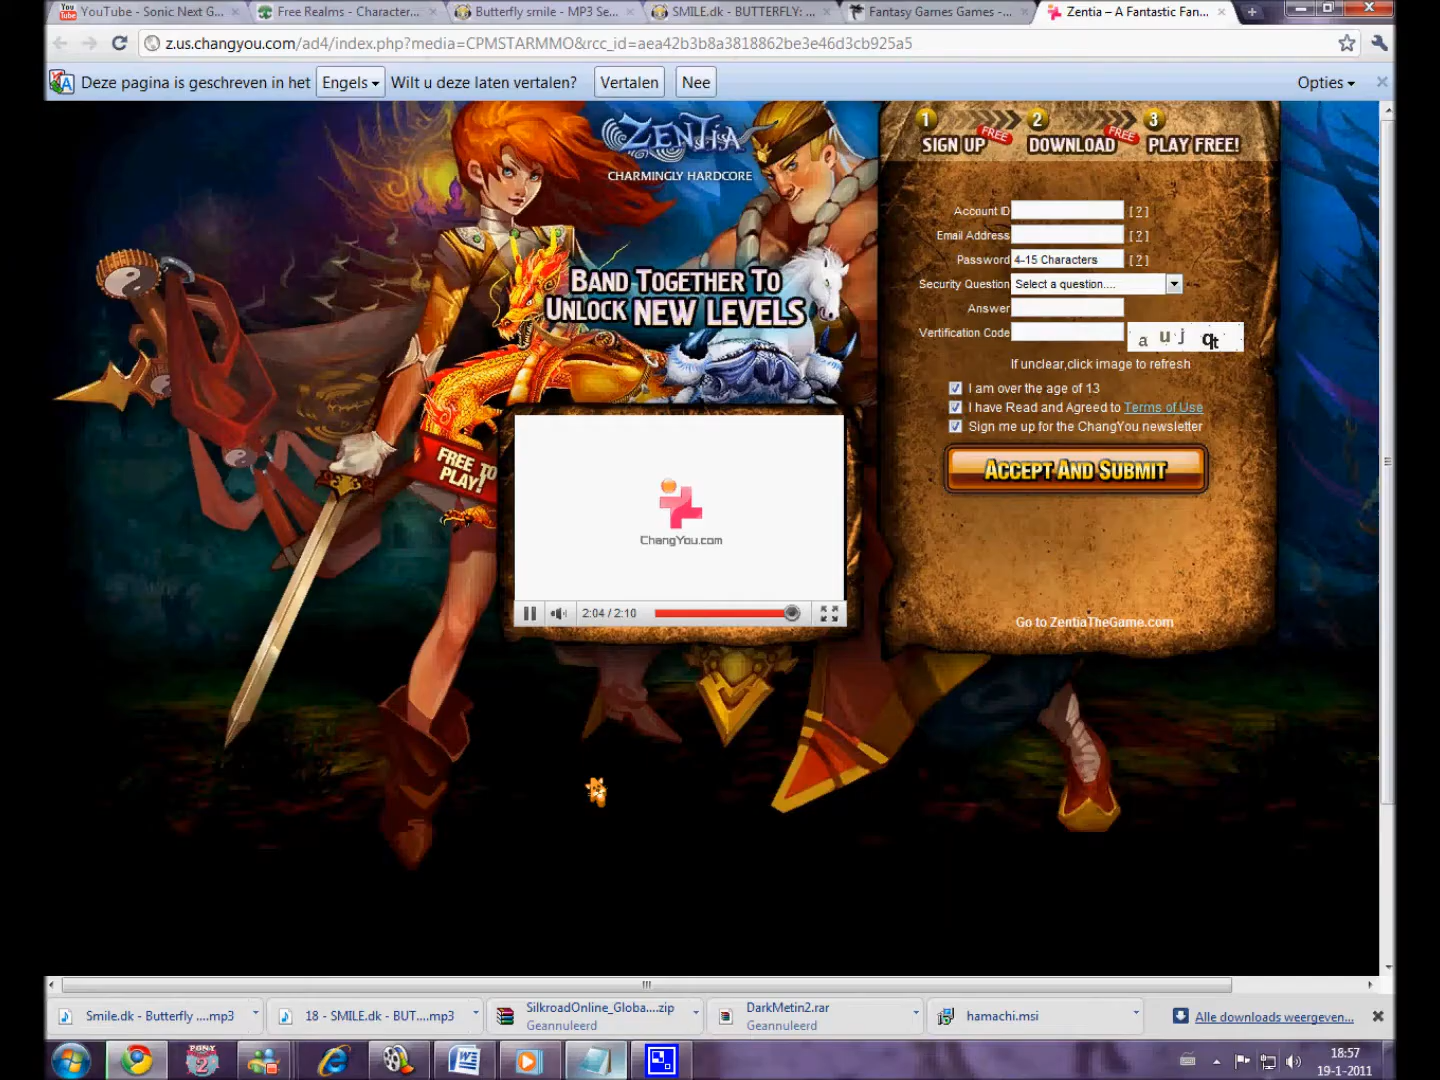 YouTube - Sonic Next G...
Free Realms - Character...
Butterfly smile - MP3 Se...
SMILE.dk - BUTTERFLY: ...
Fantasy Games Games - ...
Zentia – A Fantastic Fan...
z.us.changyou.com/ad4/index.php?media=CPMSTARMMO&rcc_id=aea42b3b8a3818862be3e46d3cb925a5
Deze pagina is geschreven in het Engels Wilt u deze laten vertalen? Vertalen Nee Opties
ZENTIA
CHARMINGLY HARDCORE
BAND TOGETHER TO
UNLOCK NEW LEVELS
FREE TO
PLAY!
ChangYou.com
2:04 / 2:10
1 2 3
SIGN UP FREE DOWNLOAD FREE PLAY FREE!
Account ID [ ? ]
Email Address [ ? ]
Password 4-15 Characters [ ? ]
Security Question Select a question....
Answer
Vertification Code a u j qt
If unclear,click image to refresh
I am over the age of 13
I have Read and Agreed to Terms of Use
Sign me up for the ChangYou newsletter
ACCEPT AND SUBMIT
Go to ZentiaTheGame.com
Smile.dk - Butterfly ....mp3
18 - SMILE.dk - BUT....mp3
SilkroadOnline_Globa....zip
Geannuleerd
DarkMetin2.rar
Geannuleerd
hamachi.msi
Alle downloads weergeven...
PONY
2
18:57
19-1-2011